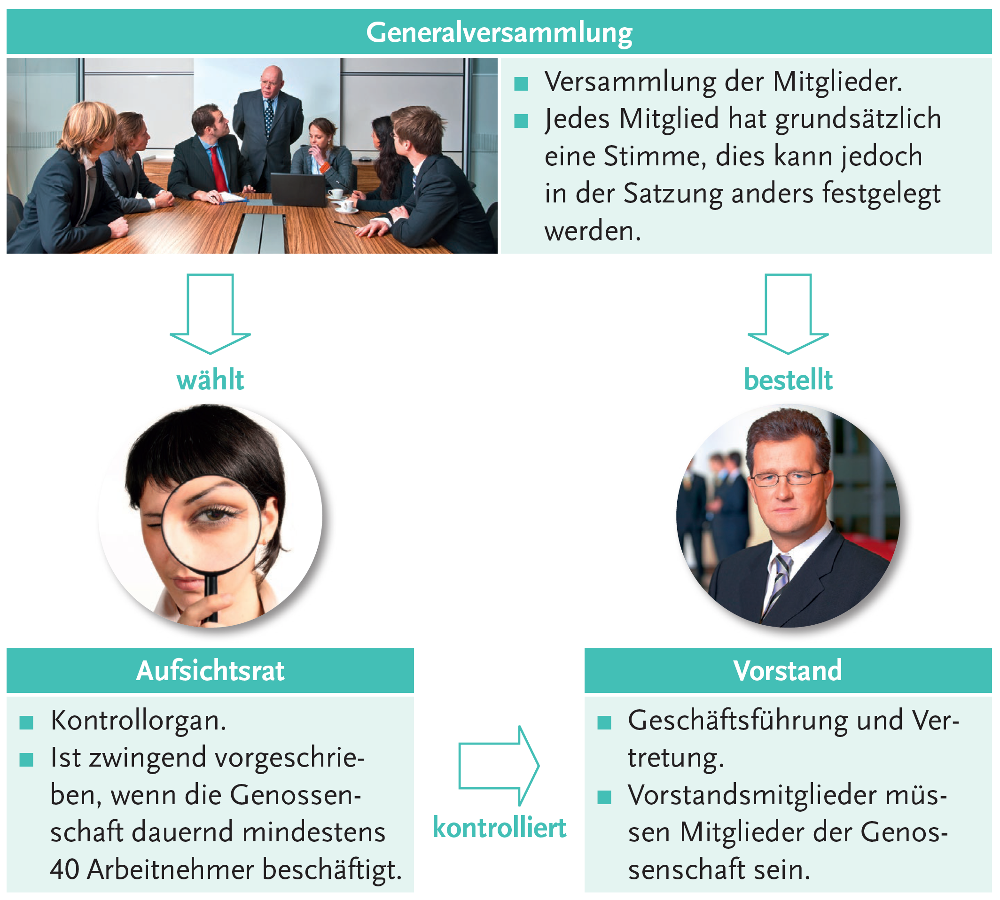 Generalversammlung
■ Versammlung der Mitglieder.
■ Jedes Mitglied hat grundsätzlich
eine Stimme, dies kann jedoch
in der Satzung anders festgelegt
werden.
wählt
bestellt
Aufsichtsrat
■ Kontrollorgan.
■ Ist zwingend vorgeschrie-
ben, wenn die Genossen-
schaft dauernd mindestens
40 Arbeitnehmer beschäftigt.
kontrolliert
Vorstand
■ Geschäftsführung und Ver-
tretung.
■ Vorstandsmitglieder müs-
sen Mitglieder der Genos-
senschaft sein.